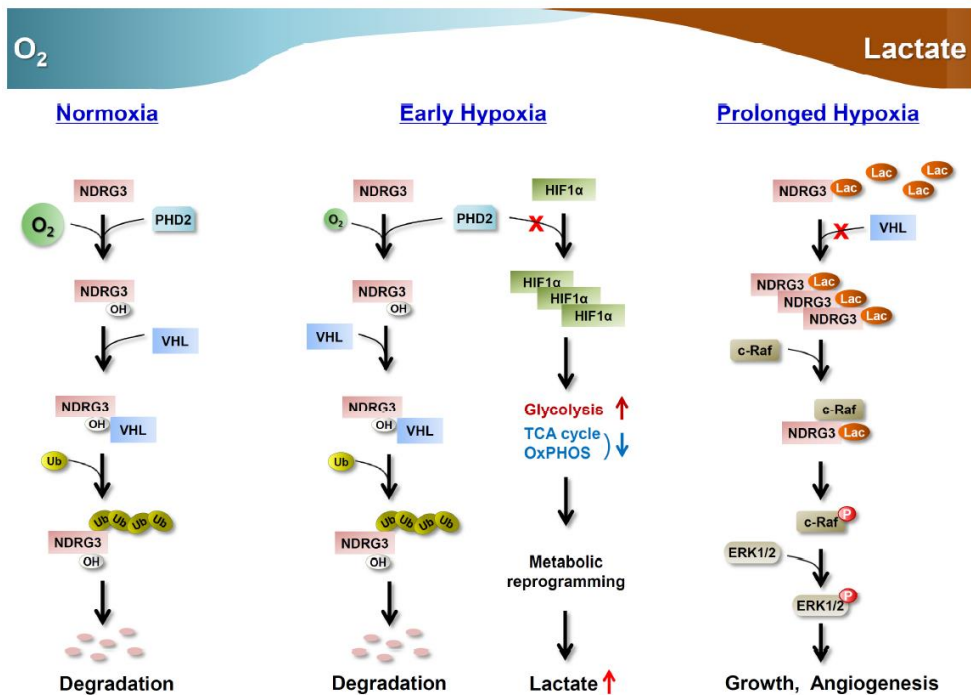 O2
Lactate
Normoxia
Early Hypoxia
Prolonged Hypoxia
NDRG3
O2
PHD2
NDRG3
OH
VHL
NDRG3
OH
VHL
Ub
Ub Ub Ub Ub
NDRG3
OH
Degradation
NDRG3
O2
PHD2
NDRG3
OH
VHL
NDRG3
OH
VHL
Ub
Ub Ub Ub Ub
NDRG3
OH
Degradation
HIF1α
X
HIF1α
HIF1α
HIF1α
Glycolysis
TCA cycle
OxPHOS
Metabolic
reprogramming
Lactate
Lac
Lac
Lac
Lac
NDRG3 Lac
X
VHL
NDRG3 Lac
NDRG3 Lac
NDRG3 Lac
c-Raf
c-Raf
NDRG3 Lac
c-Raf P
ERK1/2
ERK1/2 P
Growth, Angiogenesis